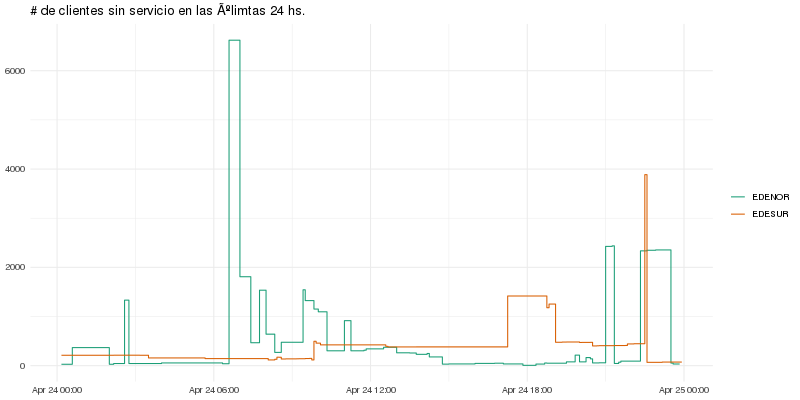 # de clientes sin servicio en las Ãºlimtas 24 hs.
6000
4000
2000
0
Apr 24 00:00
Apr 24 06:00
Apr 24 12:00
Apr 24 18:00
Apr 25 00:00
EDENOR
EDESUR